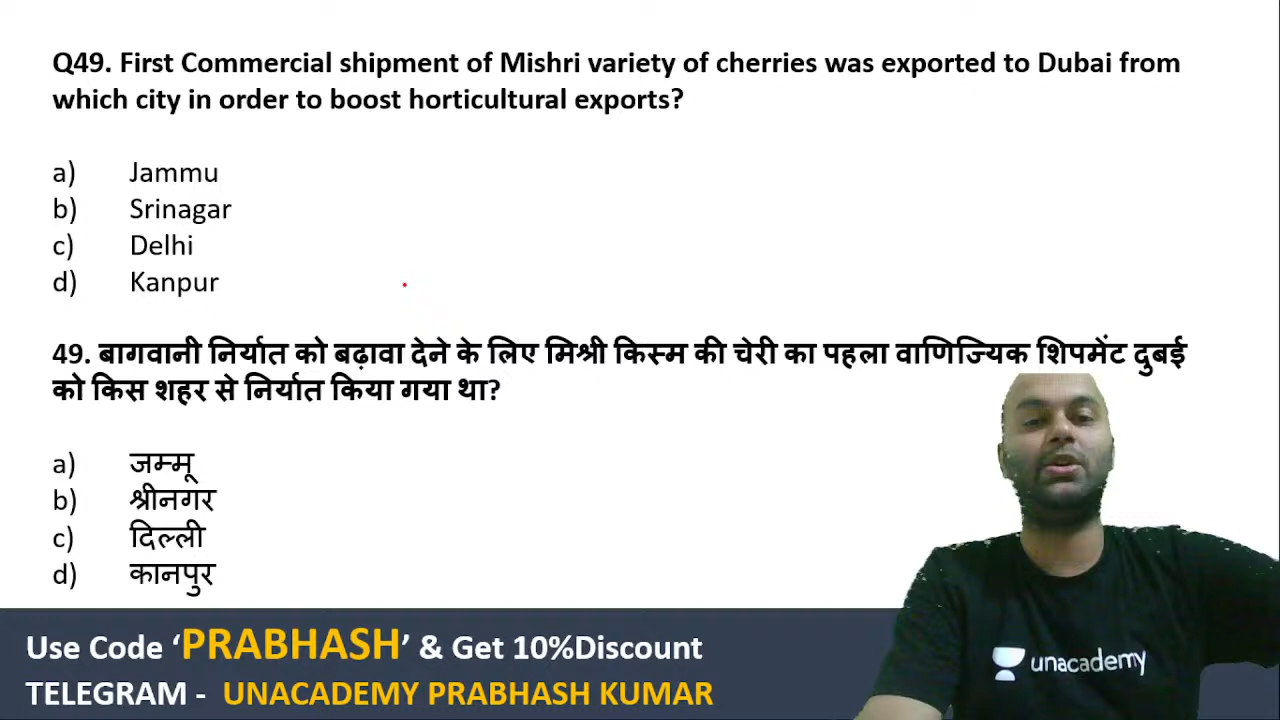 Q49. First Commercial shipment of Mishri variety of cherries was exported to Dubai from
which city in order to boost horticultural exports?
a) Jammu
b) Srinagar
c) Delhi
d) Kanpur
49. बागवानी निर्यात को बढ़ावा देने के लिए मिश्री किस्म की चेरी का पहला वाणिज्यिक शिपमेंट दुबई
को किस शहर से निर्यात किया गया था?
a) जम्मू
b) श्रीनगर
c) दिल्ली
d) कानपुर
Use Code ‘PRABHASH’ & Get 10%Discount
TELEGRAM - UNACADEMY PRABHASH KUMAR
unacademy